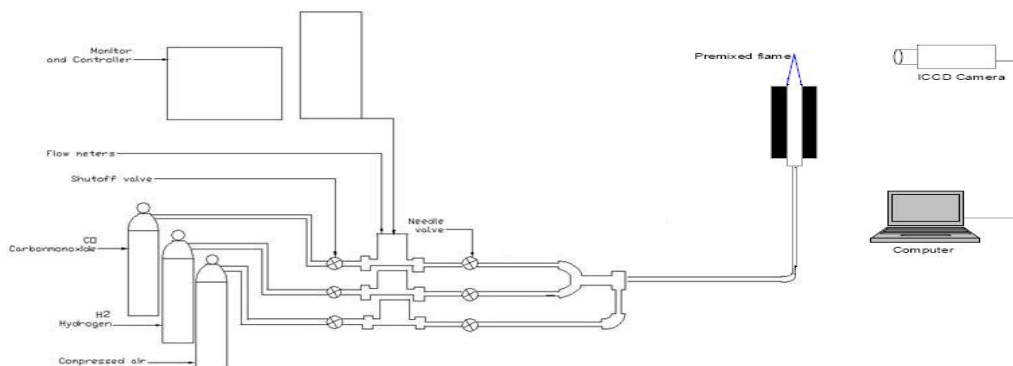 Monitor
and Controller
Premixed flame
ICCD Camera
Flow meters
Shutoff valve
Needle
valve
CO
Carbonmonoxide
Computer
H2
Hydrogen
Compressed air